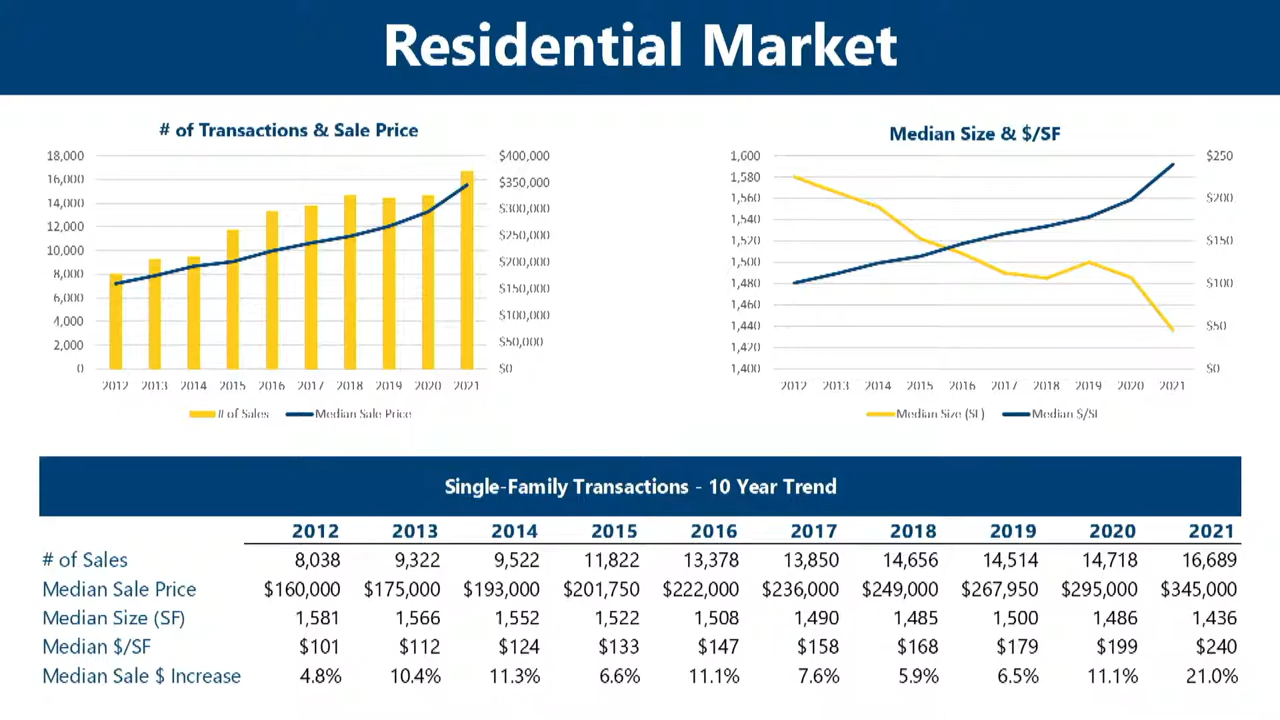 Residential Market
# of Transactions & Sale Price
18,000
16,000
14,000
12,000
10,000
8,000
6,000
4,000
2,000
0
$400,000
$350,000
$300,000
$250,000
$200,000
$150,000
$100,000
$50,000
$0
2012 2013 2014 2015 2016 2017 2018 2019 2020 2021
# of Sales Median Sale Price
Median Size & $/SF
1,600
1,580
1,560
1,540
1,520
1,500
1,480
1,460
1,440
1,420
1,400
$250
$200
$150
$100
$50
$0
2012 2013 2014 2015 2016 2017 2018 2019 2020 2021
Median Size (SF) Median $/SF
Single-Family Transactions - 10 Year Trend
2012 2013 2014 2015 2016 2017 2018 2019 2020 2021
# of Sales 8,038 9,322 9,522 11,822 13,378 13,850 14,656 14,514 14,718 16,689
Median Sale Price $160,000 $175,000 $193,000 $201,750 $222,000 $236,000 $249,000 $267,950 $295,000 $345,000
Median Size (SF) 1,581 1,566 1,552 1,522 1,508 1,490 1,485 1,500 1,486 1,436
Median $/SF $101 $112 $124 $133 $147 $158 $168 $179 $199 $240
Median Sale $ Increase 4.8% 10.4% 11.3% 6.6% 11.1% 7.6% 5.9% 6.5% 11.1% 21.0%